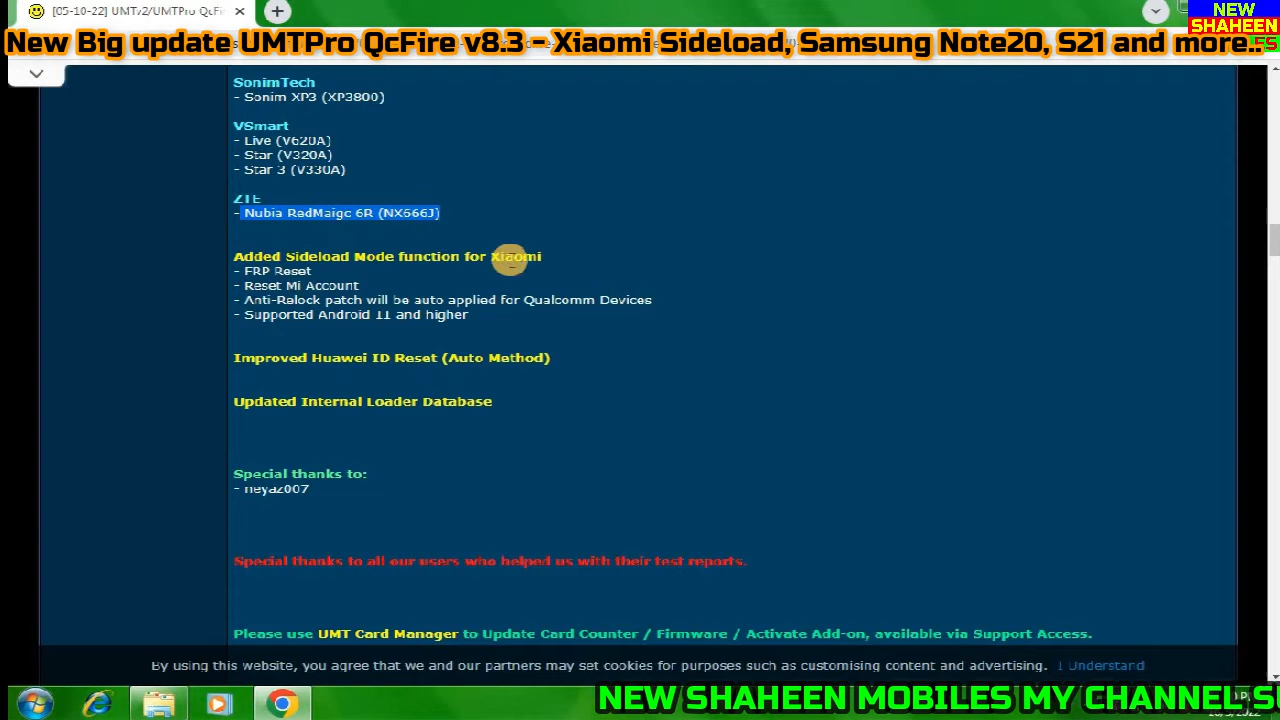 [05-10-22] UMTv2/UMTPro QcFi
NEW
SHAHEEN
New Big update UMTPro QcFire v8.3 - Xiaomi Sideload, Samsung Note20, S21 and more..
SonimTech
- Sonim XP3 (XP3800)
VSmart
- Live (V620A)
- Star (V320A)
- Star 3 (V330A)
ZTE
- Nubia RedMaigc 6R (NX666J)
Added Sideload Mode function for Xiaomi
- FRP Reset
- Reset Mi Account
- Anti-Relock patch will be auto applied for Qualcomm Devices
- Supported Android 11 and higher
Improved Huawei ID Reset (Auto Method)
Updated Internal Loader Database
Special thanks to:
- neyaz007
Special thanks to all our users who helped us with their test reports.
Please use UMT Card Manager to Update Card Counter / Firmware / Activate Add-on, available via Support Access.
By using this website, you agree that we and our partners may set cookies for purposes such as customising content and advertising. I Understand
NEW SHAHEEN MOBILES MY CHANNEL S